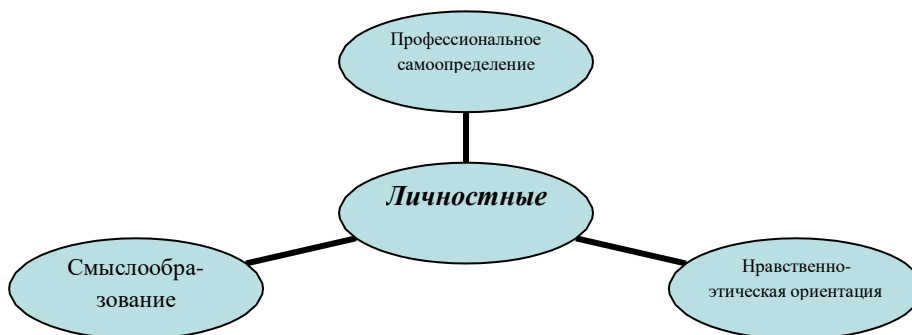 Профессиональное
самоопределение
Личностные
Смыслообра-
зование
Нравственно-
этическая ориентация